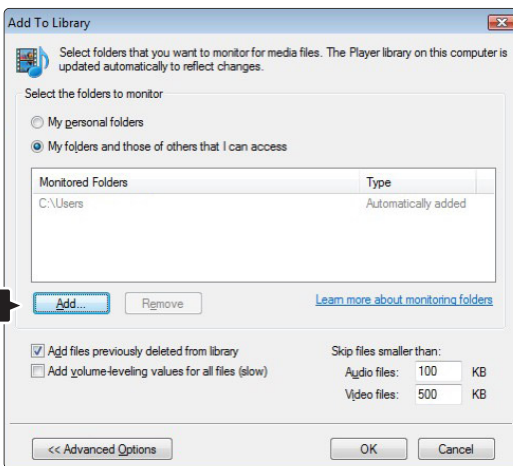 Add To Library
Select folders that you want to monitor for media files. The Player library on this computer is
updated automatically to reflect changes.
Select the folders to monitor
My personal folders
My folders and those of others that I can access
Monitored Folders Type
C:\Users Automatically added
Add... Remove Learn more about monitoring folders
Add files previously deleted from library Skip files smaller than:
Add volume-leveling values for all files (slow) Audio files: 100 KB
Video files: 500 KB
<< Advanced Options OK Cancel